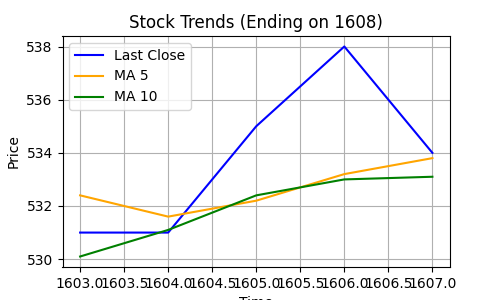 Stock Trends (Ending on 1608)
Last Close
MA 5
MA 10
538
536
534
532
530
Price
1603.0 1603.5 1604.0 1604.5 1605.0 1605.5 1606.0 1606.5 1607.0
Time